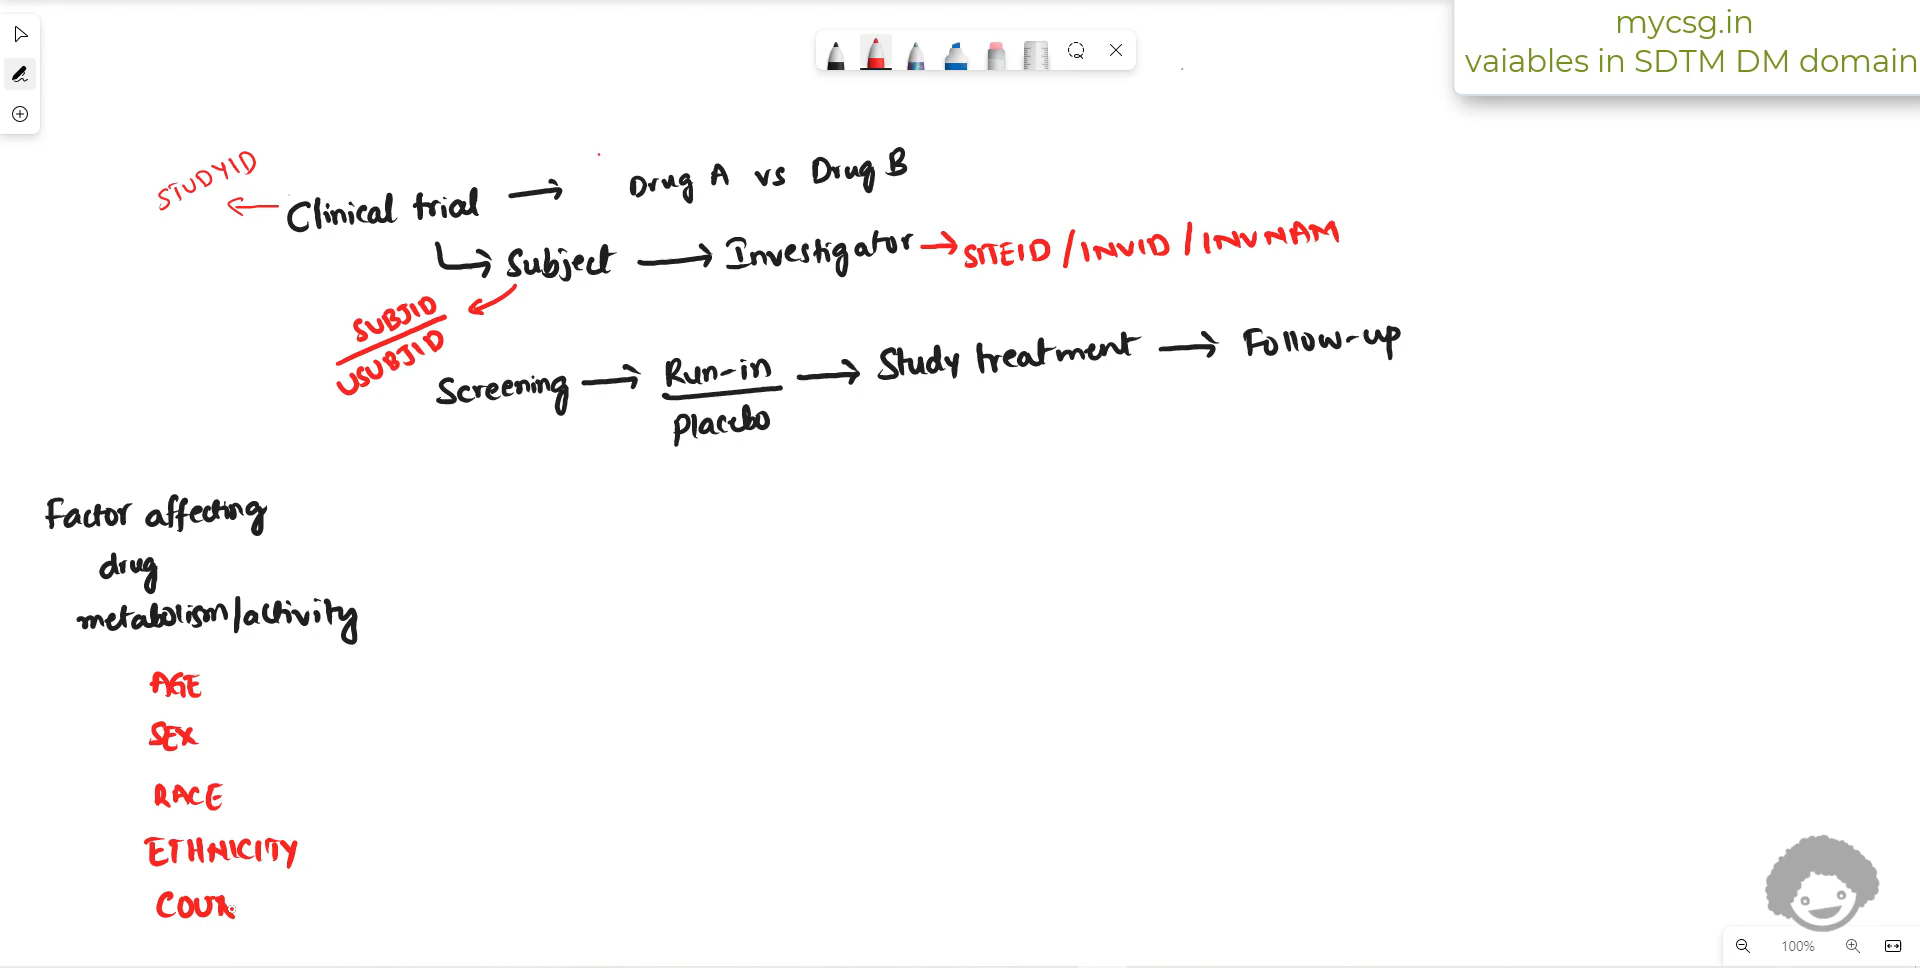 mycsg.in
vaiables in SDTM DM domain
STUDYID
Clinical trial → Drug A vs Drug B
Subject → Investigator → SITEID / INVID / INVNAM
SUBJID
USUBJID
Screening → Run-in → Study treatment → Follow-up
Placebo
Factor affecting
drug
metabolism/activity
AGE
SEX
RACE
ETHNICITY
COUN
100%